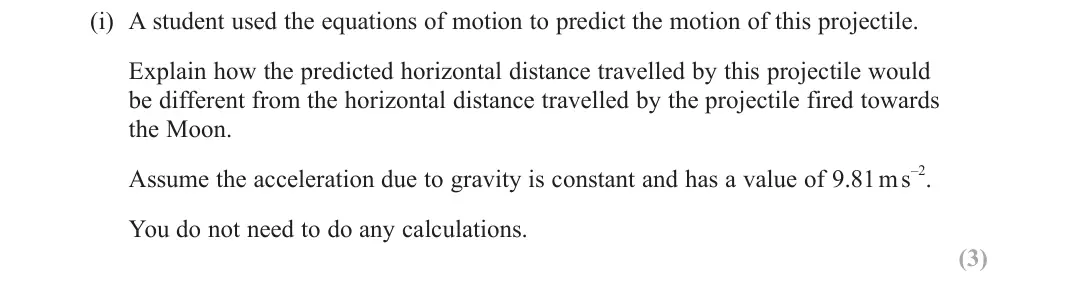 (i) A student used the equations of motion to predict the motion of this projectile.
Explain how the predicted horizontal distance travelled by this projectile would
be different from the horizontal distance travelled by the projectile fired towards
the Moon.
Assume the acceleration due to gravity is constant and has a value of 9.81 m s⁻².
You do not need to do any calculations.
(3)